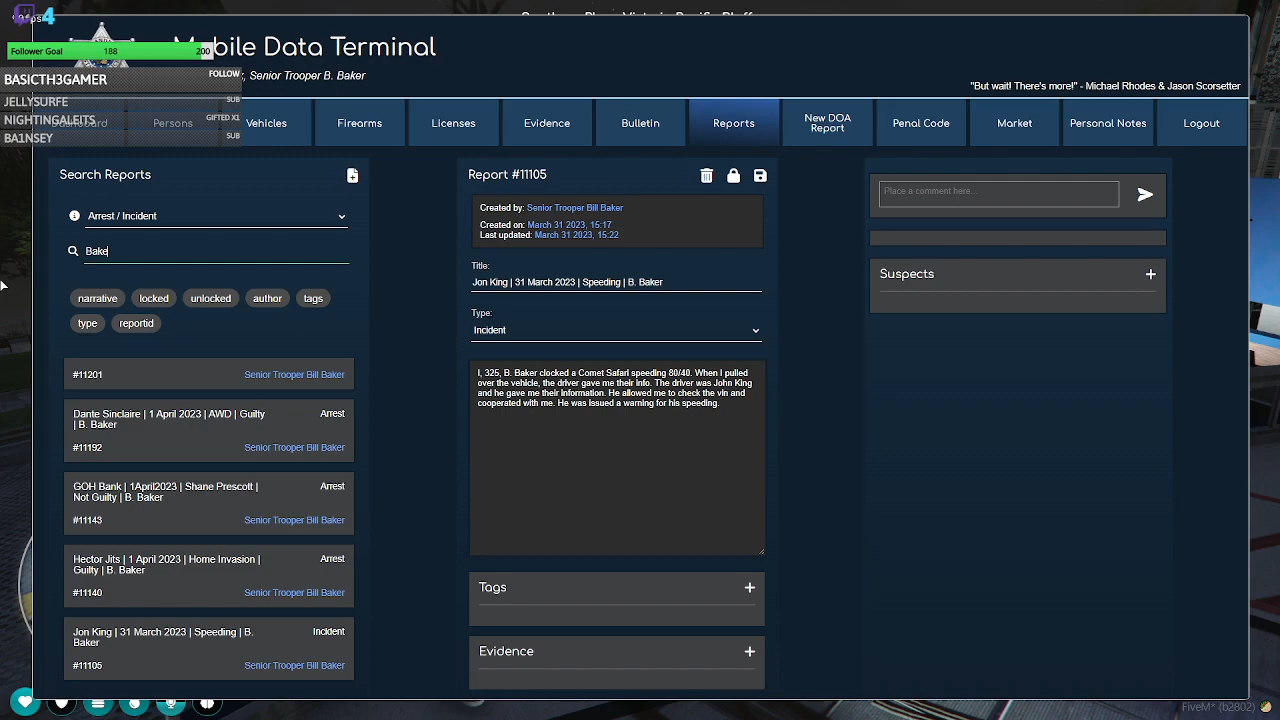 4
Follower Goal 188 200
Mobile Data Terminal
BASICTH3GAMER FOLLOW
JELLYSURFE SUB
NIGHTINGALITS GIFTED X1
BA1NSEY SUB
, Senior Trooper B. Baker
"But wait! There's more!" - Michael Rhodes & Jason Scorsetter
Persons
Vehicles
Firearms
Licenses
Evidence
Bulletin
Reports
New DOA
Report
Penal Code
Market
Personal Notes
Logout
Search Reports
Arrest / Incident
Bake
narrative locked unlocked author tags
type reportid
#11201 Senior Trooper Bill Baker
Dante Sinclaire | 1 April 2023 | AWD | Guilty Arrest
| B. Baker
#11192 Senior Trooper Bill Baker
GOH Bank | 1April2023 | Shane Prescott | Arrest
Not Guilty | B. Baker
#11143 Senior Trooper Bill Baker
Hector Jits | 1 April 2023 | Home Invasion | Arrest
Guilty | B. Baker
#11140 Senior Trooper Bill Baker
Jon King | 31 March 2023 | Speeding | B. Incident
Baker
#11105 Senior Trooper Bill Baker
Report #11105
Created by: Senior Trooper Bill Baker
Created on: March 31 2023, 15:17
Last updated: March 31 2023, 15:22
Title:
Jon King | 31 March 2023 | Speeding | B. Baker
Type:
Incident
I, 325, B. Baker clocked a Comet Safari speeding 80/40. When I pulled
over the vehicle, the driver gave me their info. The driver was John King
and he gave me their information. He allowed me to check the vin and
cooperated with me. He was issued a warning for his speeding.
Tags
Evidence
Place a comment here...
Suspects
FiveM* (b2802)